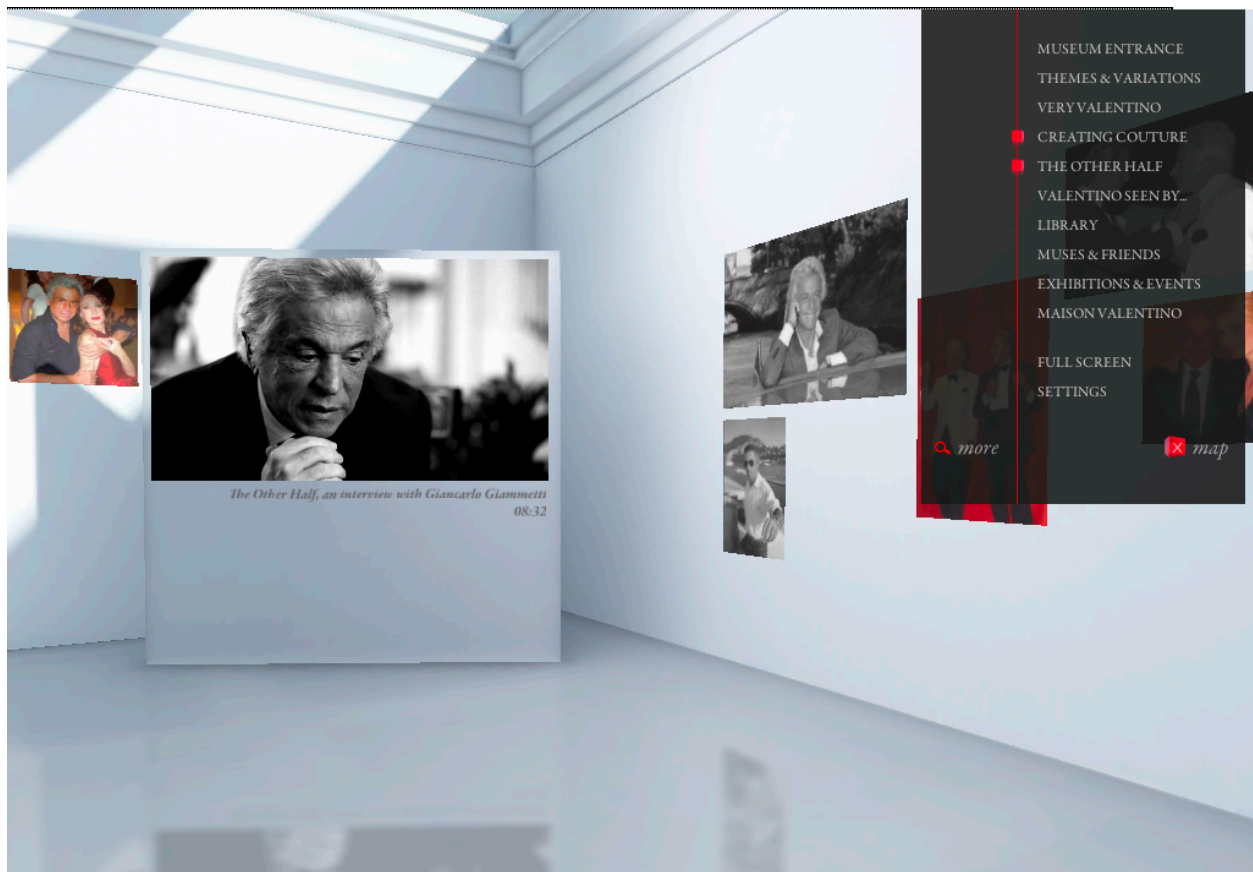 The Other Half, an interview with Giancarlo Giammetti
08:32
MUSEUM ENTRANCE
THEMES & VARIATIONS
VERY VALENTINO
CREATING COUTURE
THE OTHER HALF
VALENTINO SEEN BY...
LIBRARY
MUSES & FRIENDS
EXHIBITIONS & EVENTS
MAISON VALENTINO
FULL SCREEN
SETTINGS
more
map